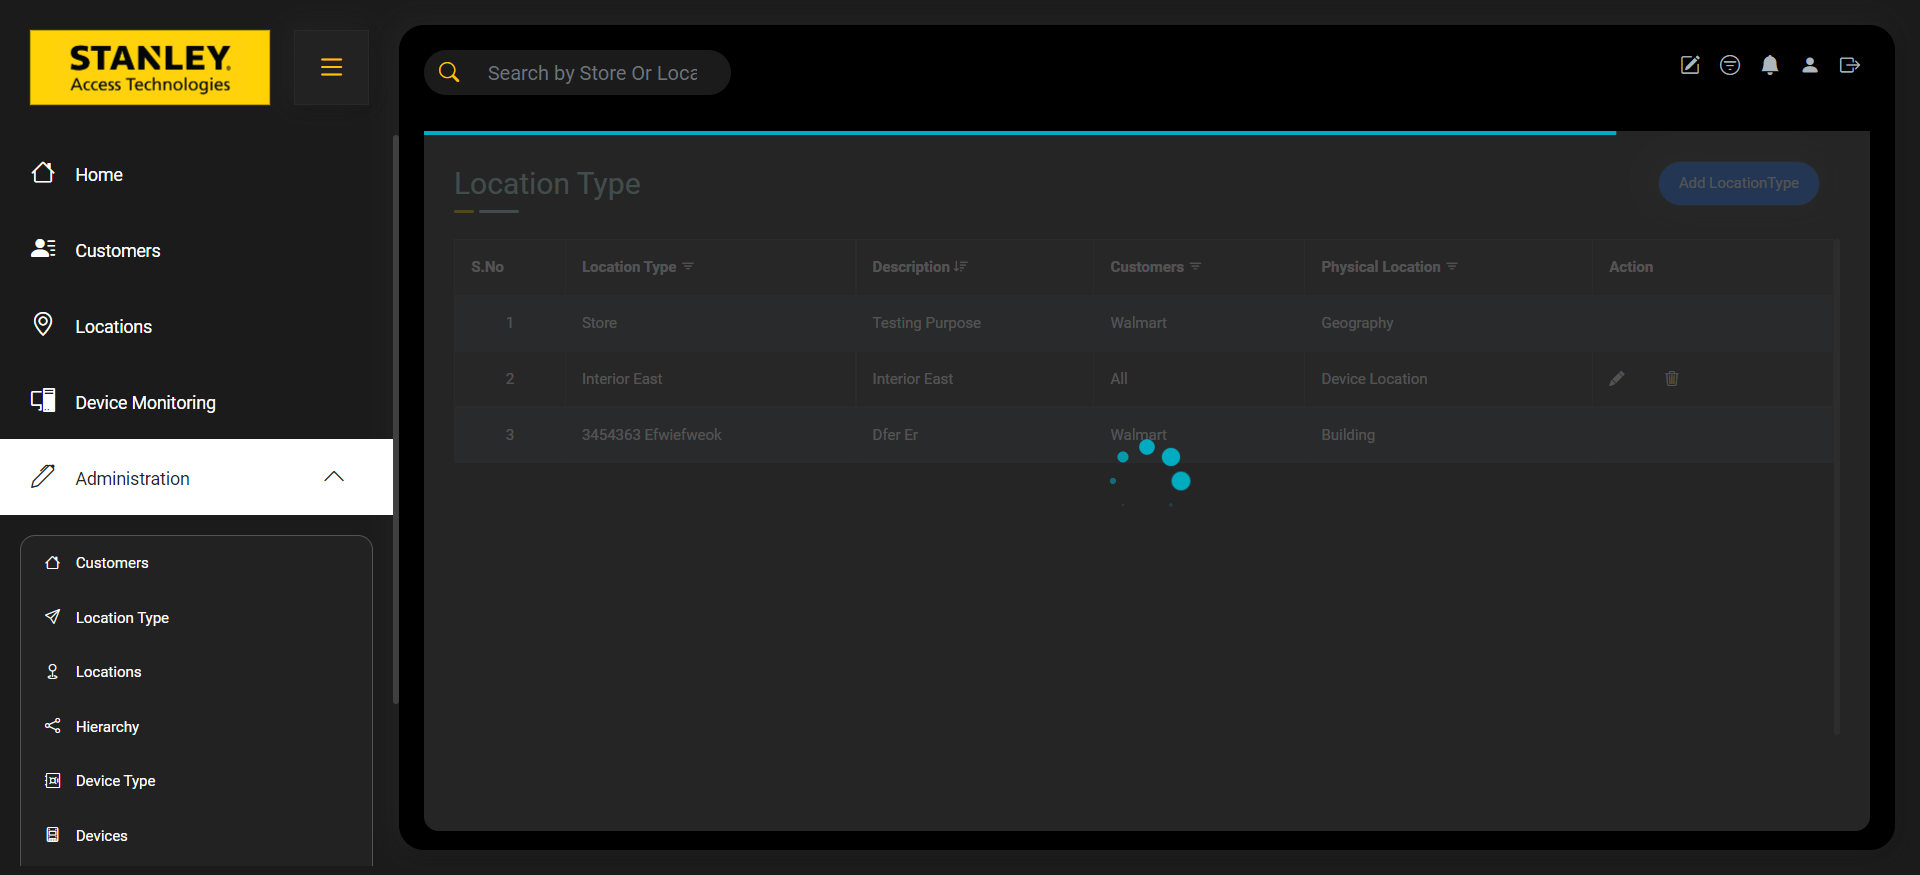 STANLEY.
Access Technologies
Search by Store Or Loca
Home
Customers
Locations
Device Monitoring
Administration
Customers
Location Type
Locations
Hierarchy
Device Type
Devices
Location Type
Add LocationType
S.No Location Type Description Customers Physical Location Action
1 Store Testing Purpose Walmart Geography
2 Interior East Interior East All Device Location
3 3454363 Efwiefweok Dfer Er Walmart Building